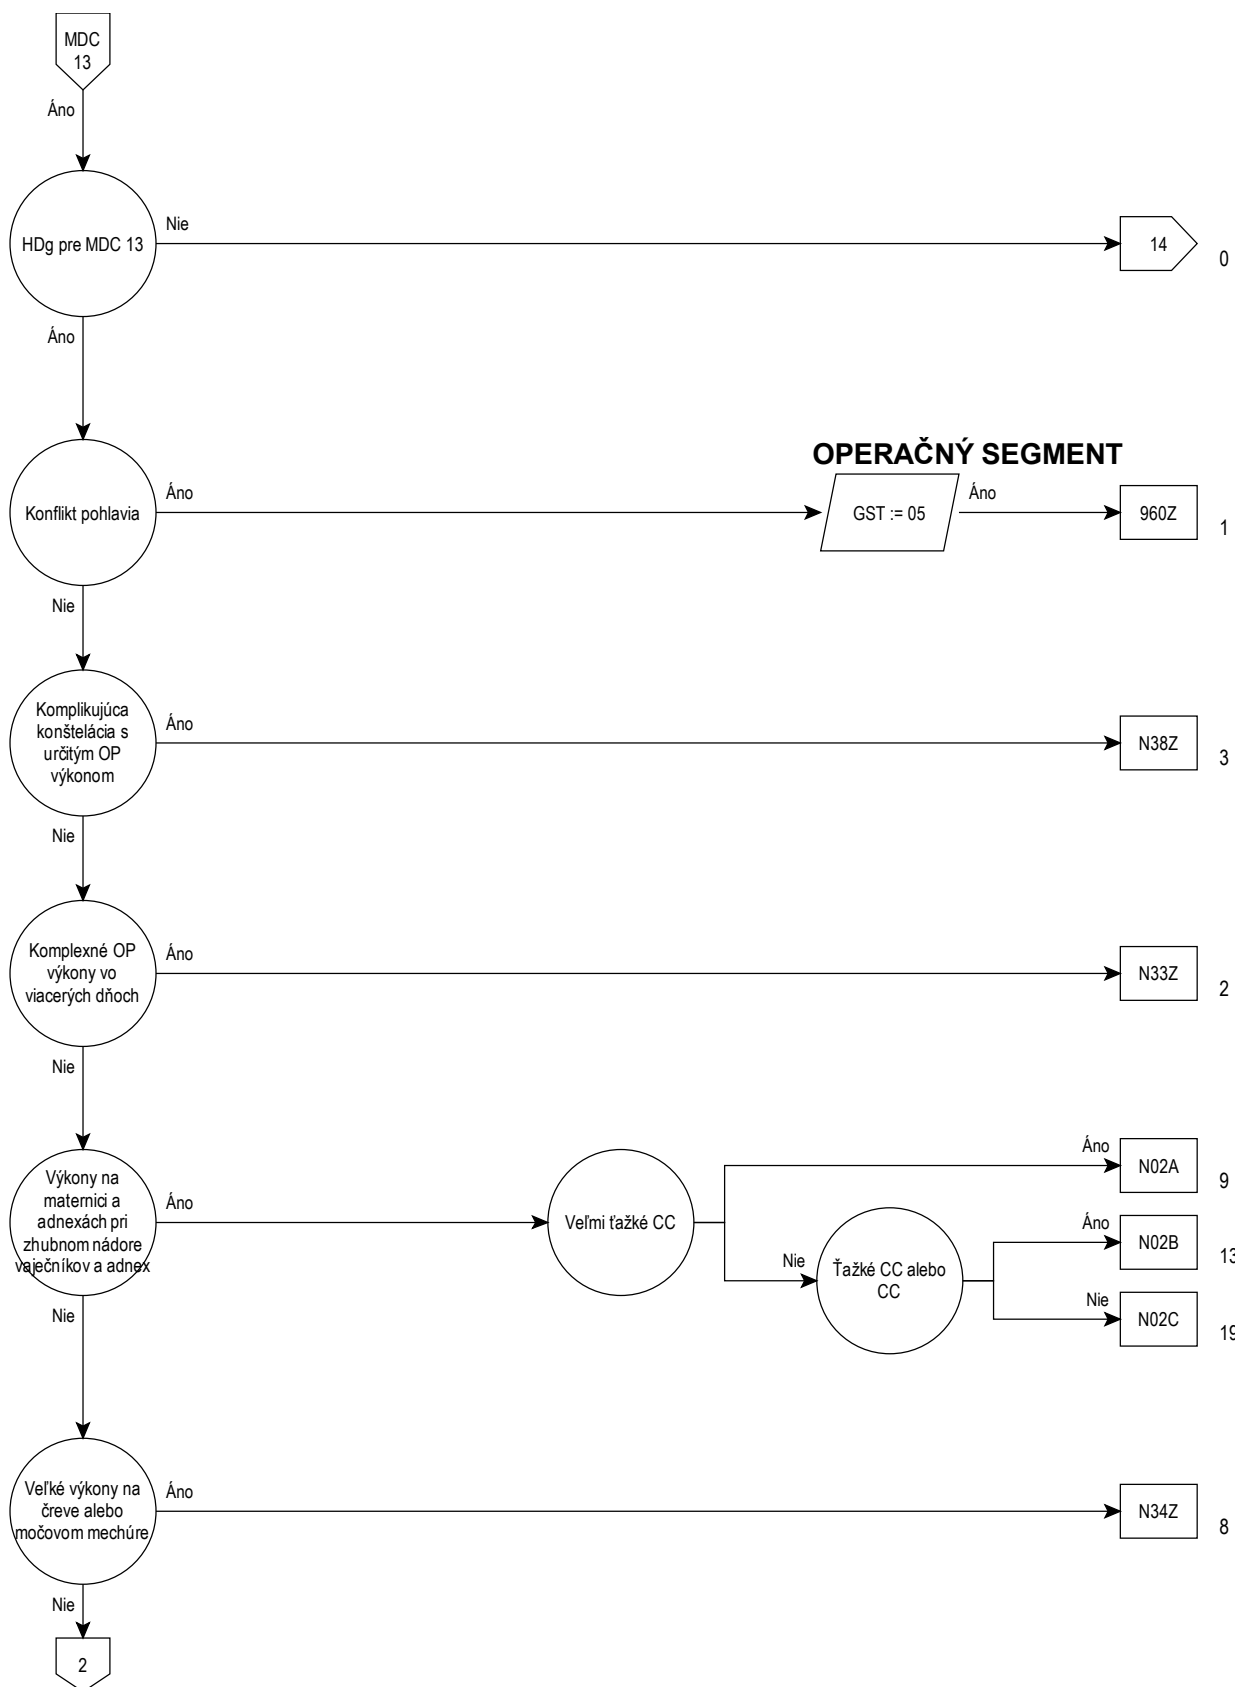 MDC
13
Áno
HDg pre MDC 13
Nie
14
0
Áno
OPERAČNÝ SEGMENT
Konflikt pohlavia
Áno
GST := 05
Áno
960Z
1
Nie
Komplikujúca
konštelácia s
určitým OP
výkonom
Áno
N38Z
3
Nie
Komplexné OP
výkony vo
viacerých dňoch
Áno
N33Z
2
Nie
Výkony na
maternici a
adnexách pri
zhubnom nádore
vaječníkov a adnex
Áno
Veľmi ťažké CC
Áno
N02A
9
Nie
Ťažké CC alebo
CC
Áno
N02B
13
Nie
N02C
19
Nie
Veľké výkony na
čreve alebo
močovom mechúre
Áno
N34Z
8
Nie
2